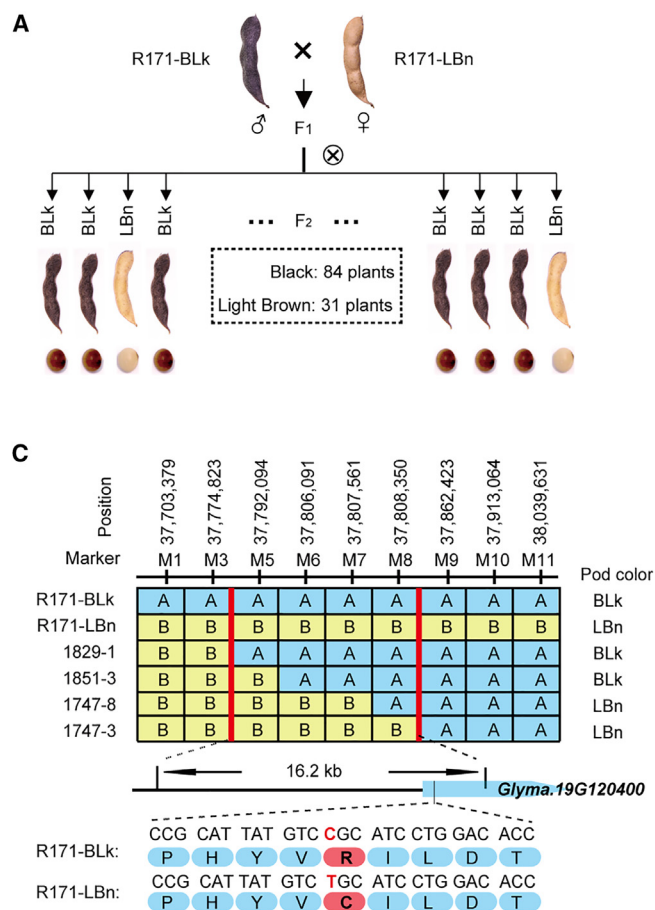 A
R171-BLk
R171-LBn
♂ F1 ♀
BLk BLk LBn BLk ... F2 ... BLk BLk BLk LBn
Black: 84 plants
Light Brown: 31 plants
C
Position 37,703,379 37,774,823 37,792,094 37,806,091 37,807,561 37,808,350 37,862,423 37,913,064 38,039,631
Marker M1 M3 M5 M6 M7 M8 M9 M10 M11 Pod color
R171-BLk A A A A A A A A A BLk
R171-LBn B B B B B B B B B LBn
1829-1 B B A A A A A A A BLk
1851-3 B B B A A A A A A BLk
1747-8 B B B B B A A A A LBn
1747-3 B B B B B B A A A LBn
16.2 kb
Glyma.19G120400
CCG CAT TAT GTC CGC ATC CTG GAC ACC
R171-BLk: P H Y V R I L D T
CCG CAT TAT GTC TGC ATC CTG GAC ACC
R171-LBn: P H Y V C I L D T